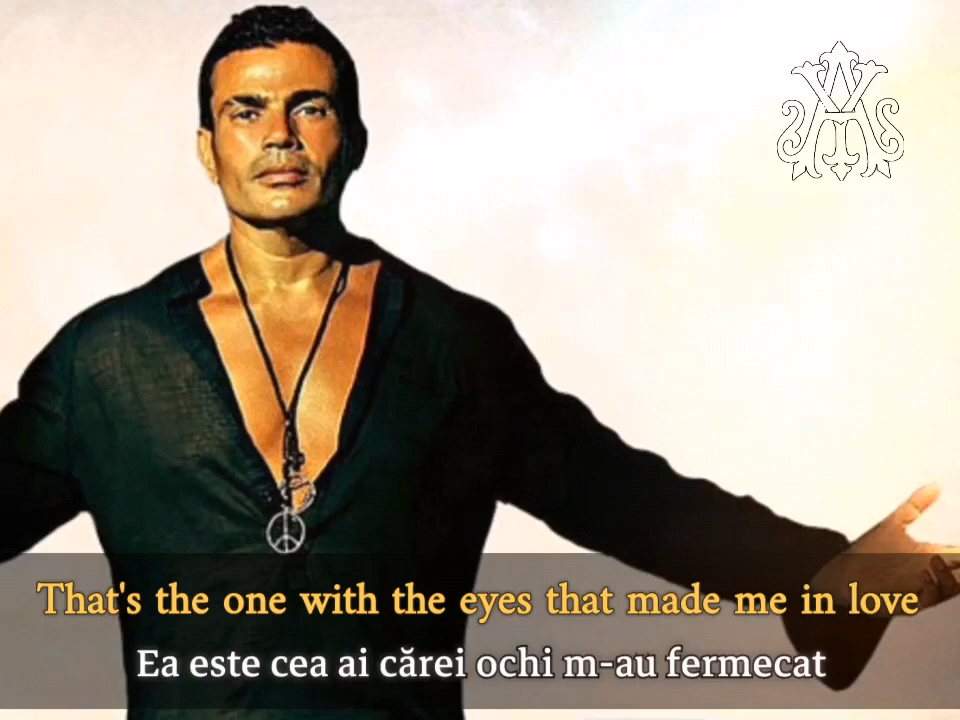 That's the one with the eyes that made me in love
Ea este cea ai cărei ochi m-au fermecat